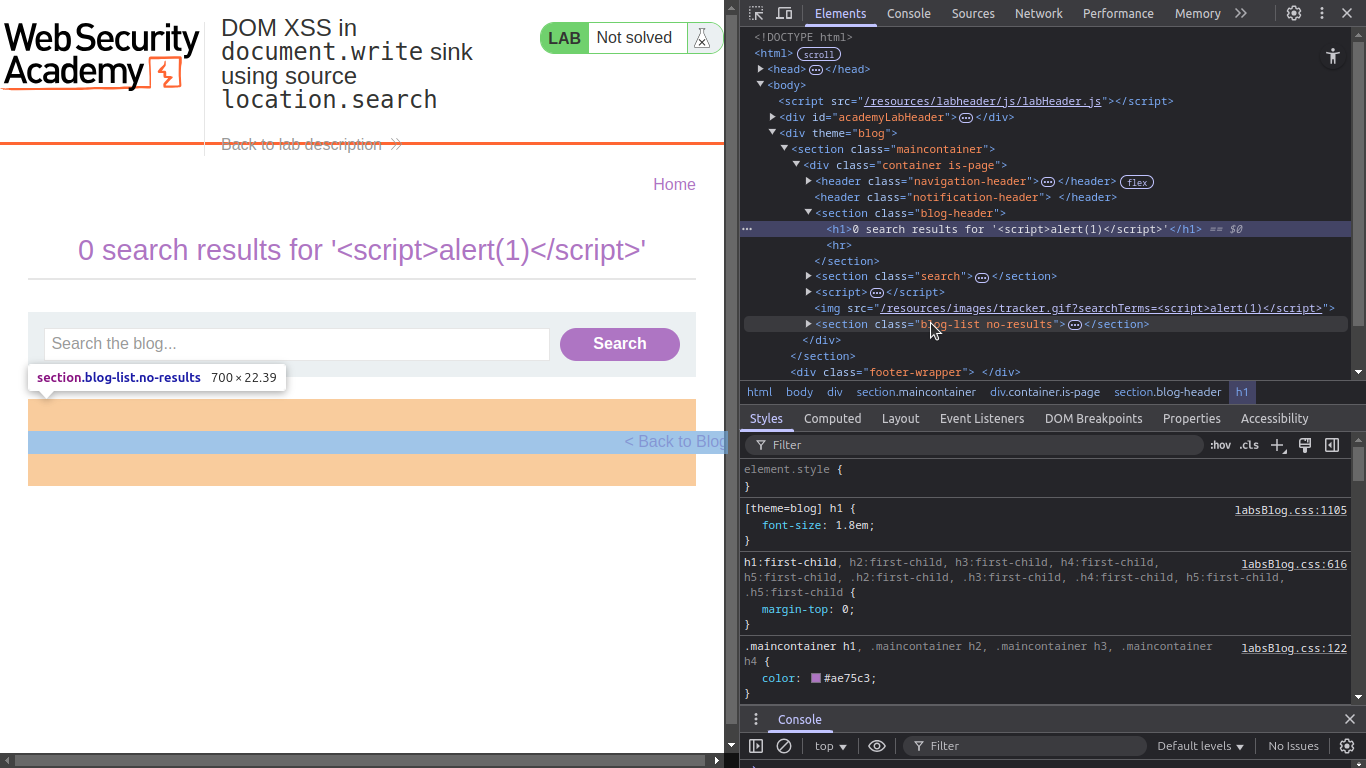 Web Security
Academy
DOM XSS in
document.write sink
using source
location.search
LAB Not solved
Back to lab description
Home
0 search results for '<script>alert(1)</script>'
Search the blog...
Search
section.blog-list.no-results 700 × 22.39
< Back to Blog
Elements Console Sources Network Performance Memory
<!DOCTYPE html>
<html> scroll
<head> … </head>
<body>
<script src="/resources/labheader/js/labHeader.js"></script>
<div id="academyLabHeader"> … </div>
<div theme="blog">
<section class="maincontainer">
<div class="container is-page">
<header class="navigation-header"> … </header> flex
<header class="notification-header"> </header>
<section class="blog-header">
<h1>0 search results for '<script>alert(1)</script>'</h1> == $0
<hr>
</section>
<section class="search"> … </section>
<script> … </script>
<img src="/resources/images/tracker.gif?searchTerms=<script>alert(1)</script>">
<section class="blog-list no-results"> … </section>
</div>
</section>
<div class="footer-wrapper"> </div>
html body div section.maincontainer div.container.is-page section.blog-header h1
Styles Computed Layout Event Listeners DOM Breakpoints Properties Accessibility
Filter :hov .cls
element.style {
}
[theme=blog] h1 { labsBlog.css:1105
font-size: 1.8em;
}
h1:first-child, h2:first-child, h3:first-child, h4:first-child, labsBlog.css:616
h5:first-child, .h2:first-child, .h3:first-child, .h4:first-child, h5:first-child,
.h5:first-child {
margin-top: 0;
}
.maincontainer h1, .maincontainer h2, .maincontainer h3, .maincontainer labsBlog.css:122
h4 {
color: #ae75c3;
}
Console
top Filter Default levels No Issues